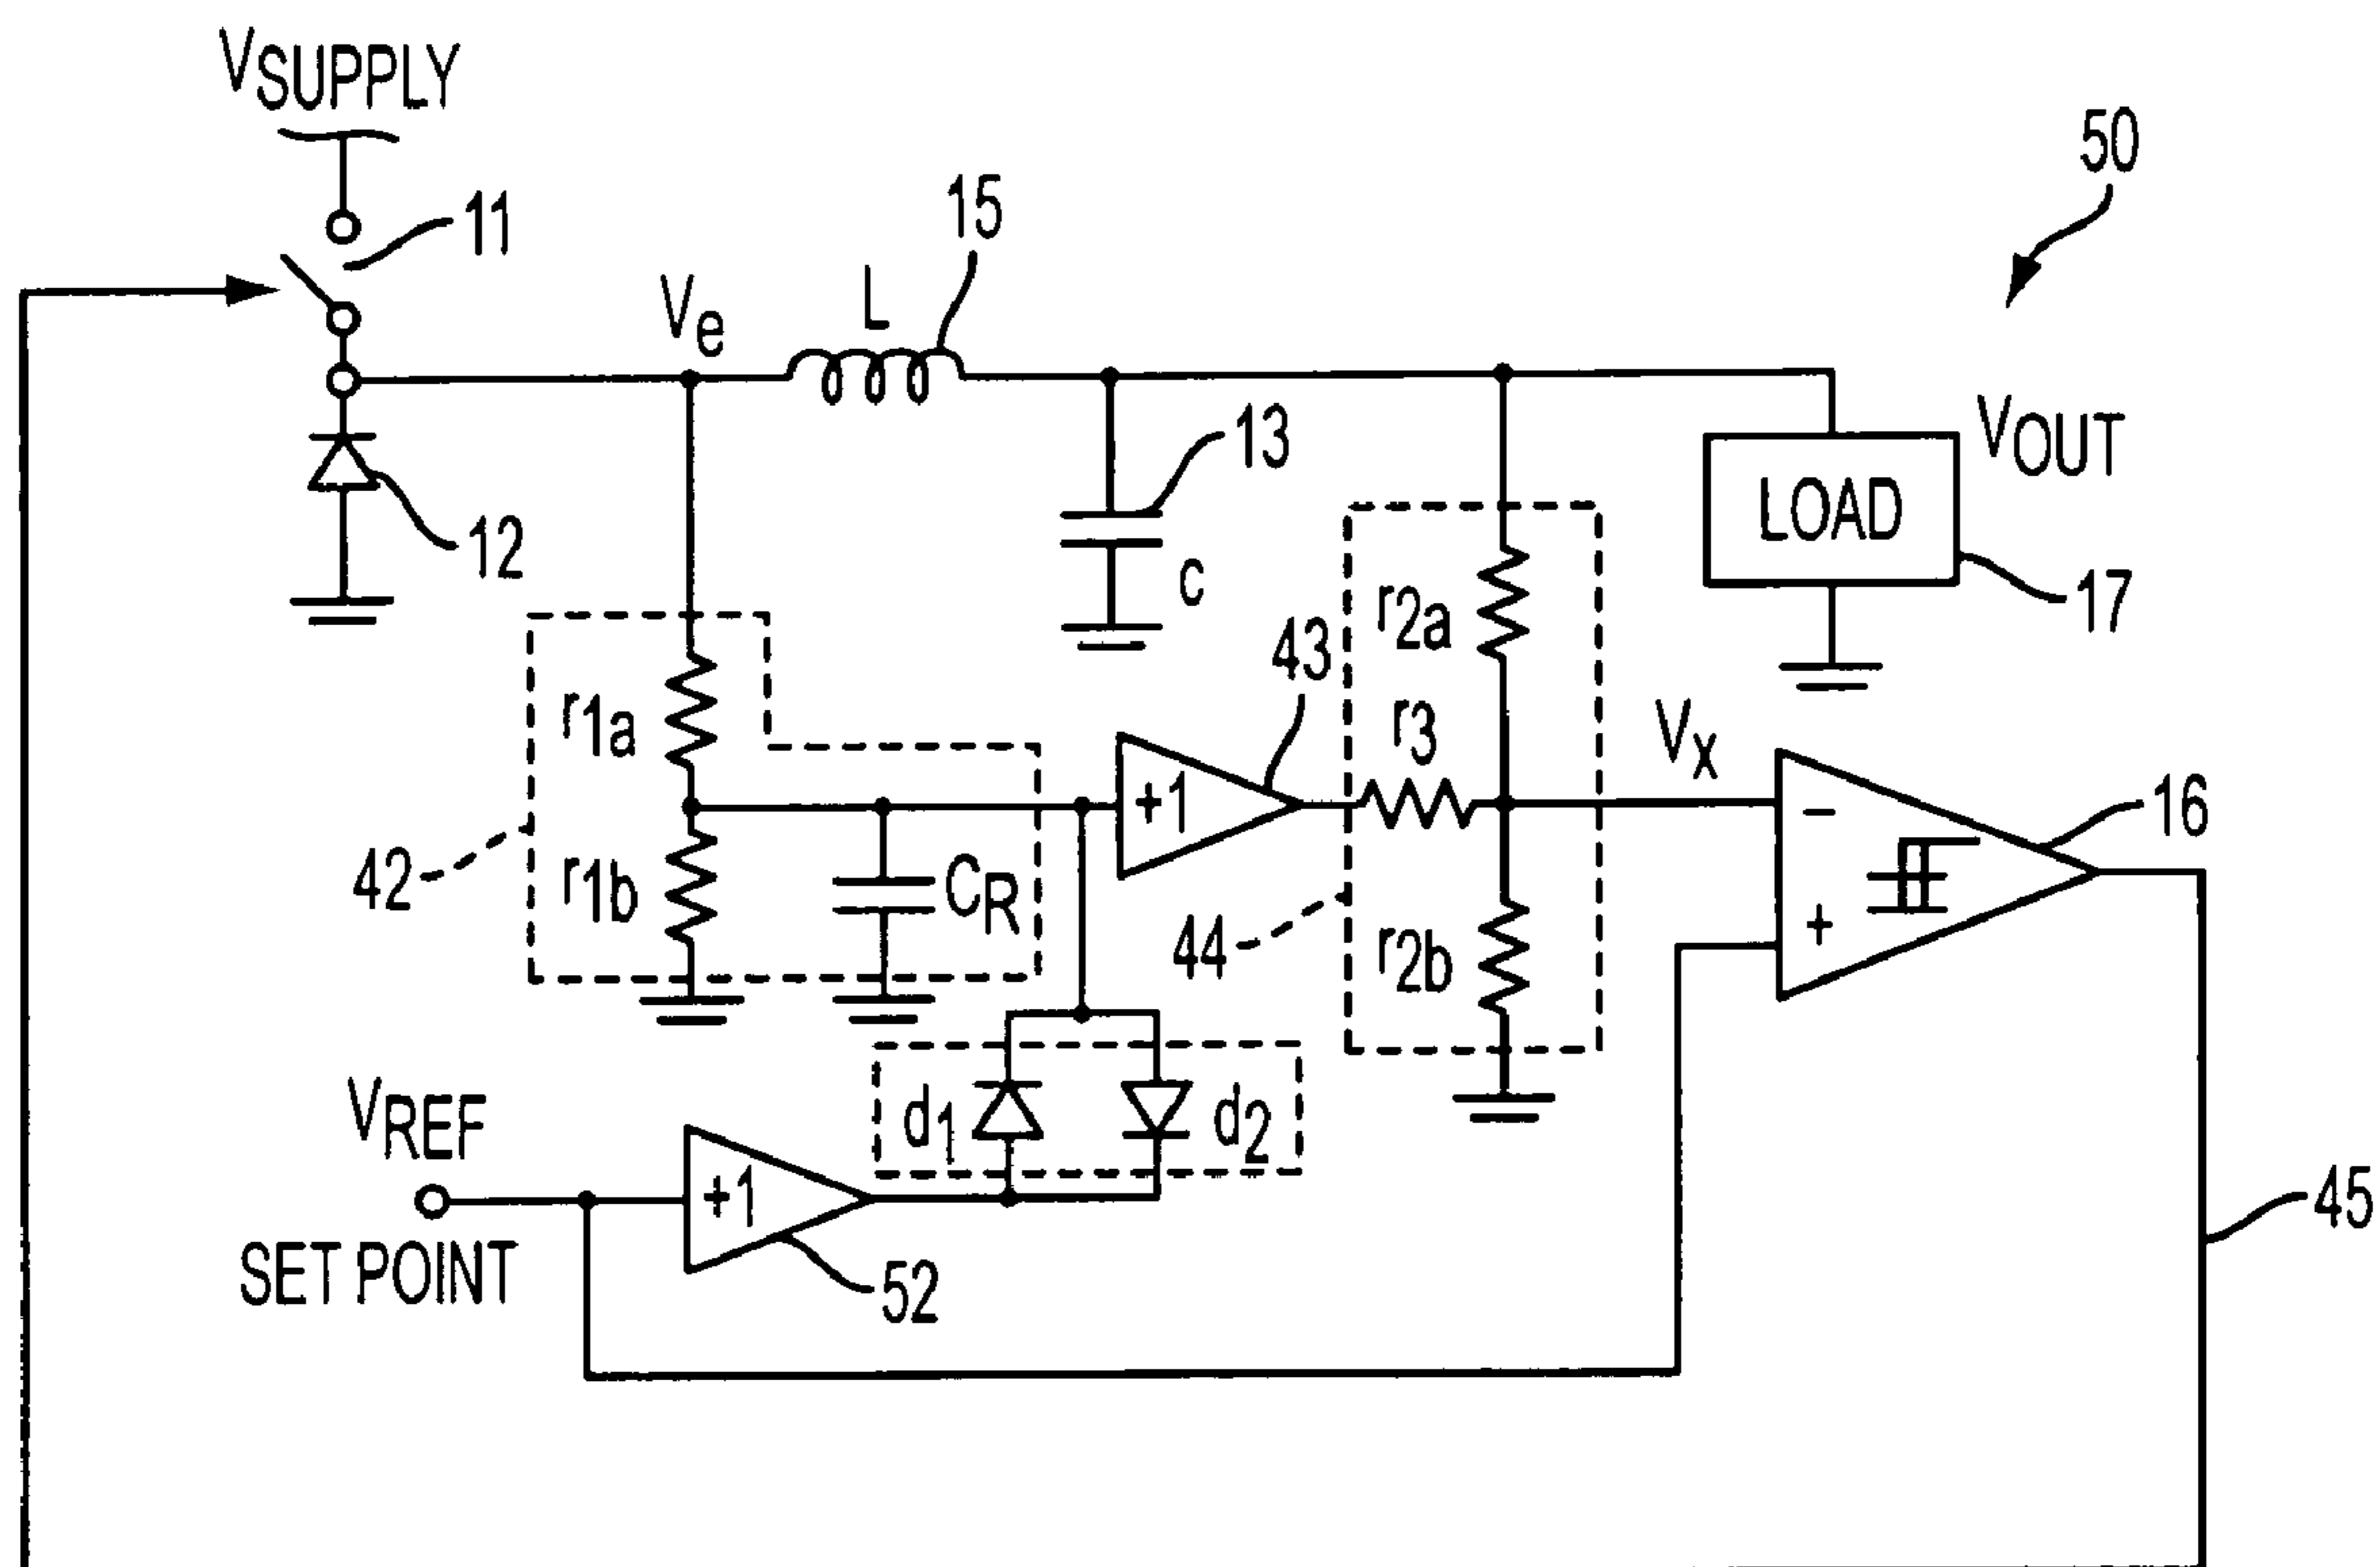 VSUPPLY
50
11
15
Ve
L
13
VOUT
LOAD
12
c
17
r1a
43
r2a
r3
Vx
+1
−
16
42
r1b
CR
44
r2b
+
VREF
d1
d2
+1
45
SET POINT
52